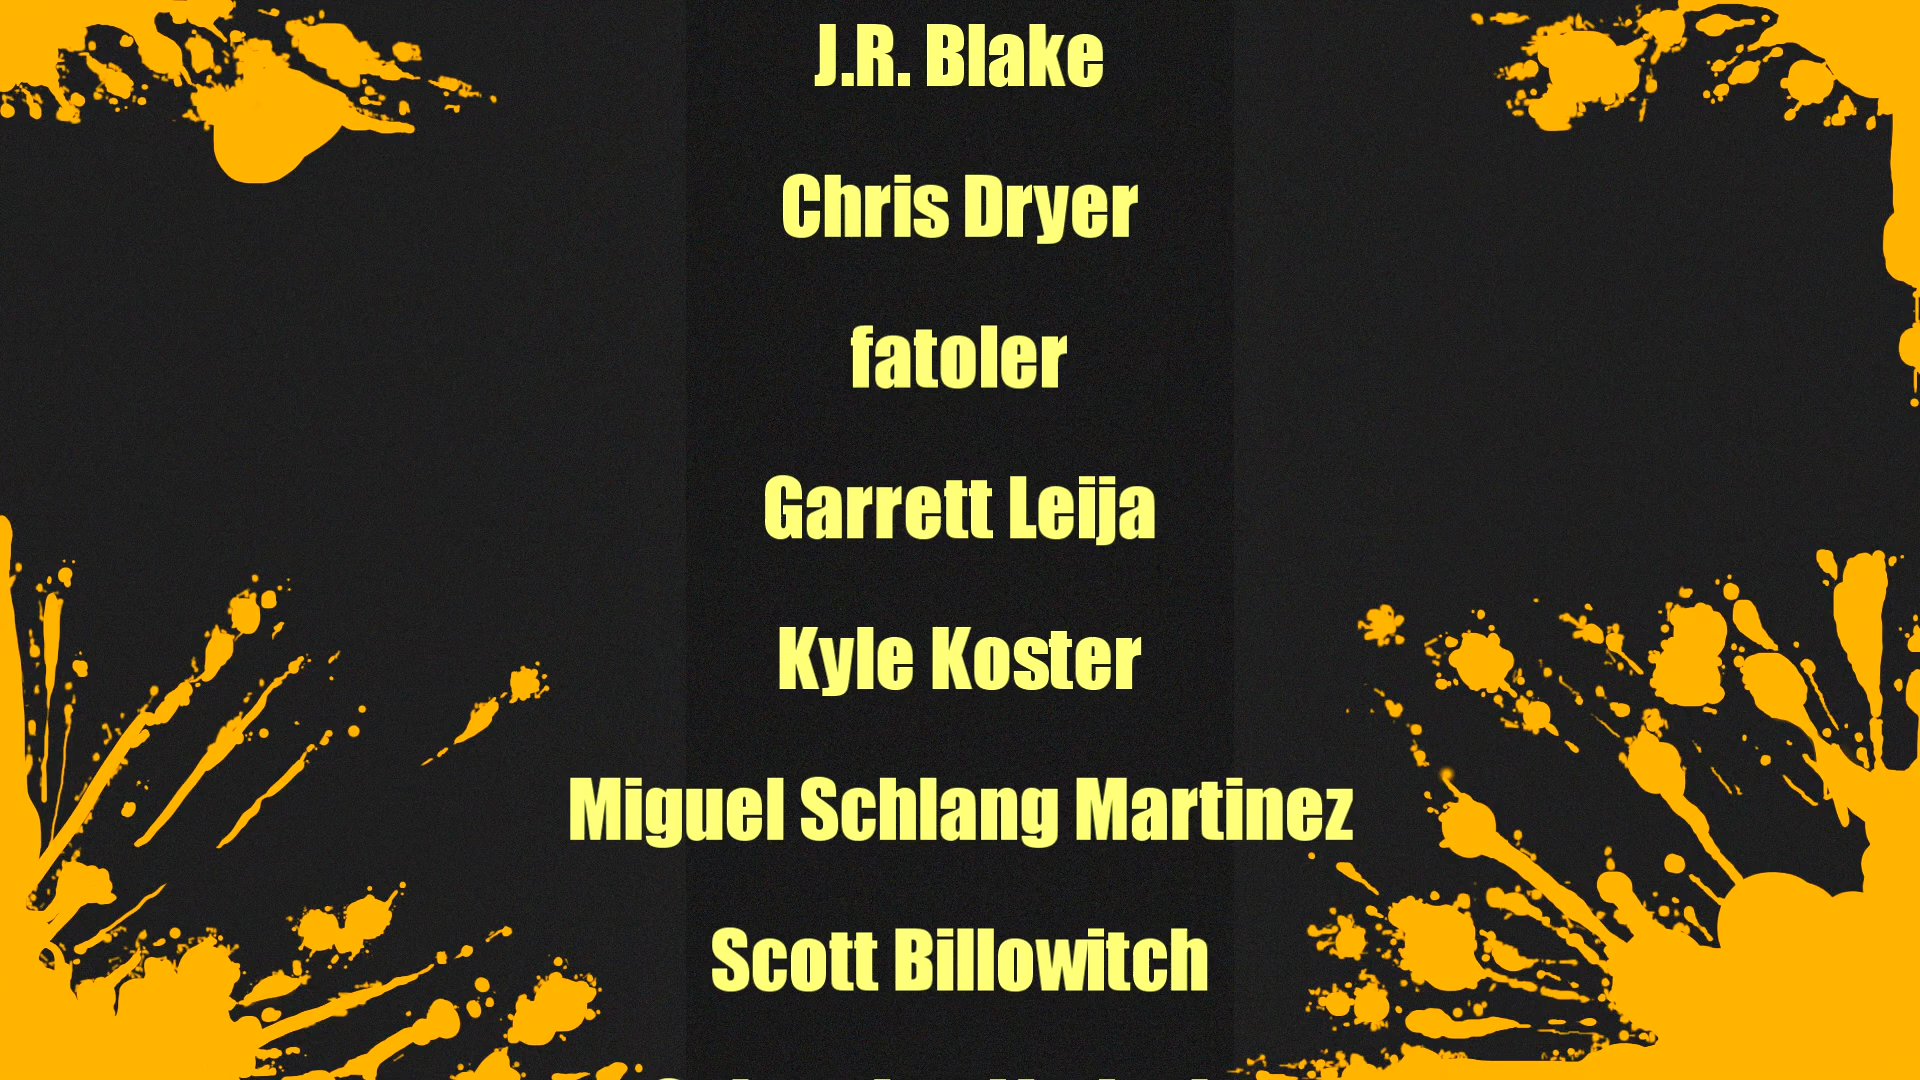 J.R. Blake
Chris Dryer
fatoler
Garrett Leija
Kyle Koster
Miguel Schlang Martinez
Scott Billowitch